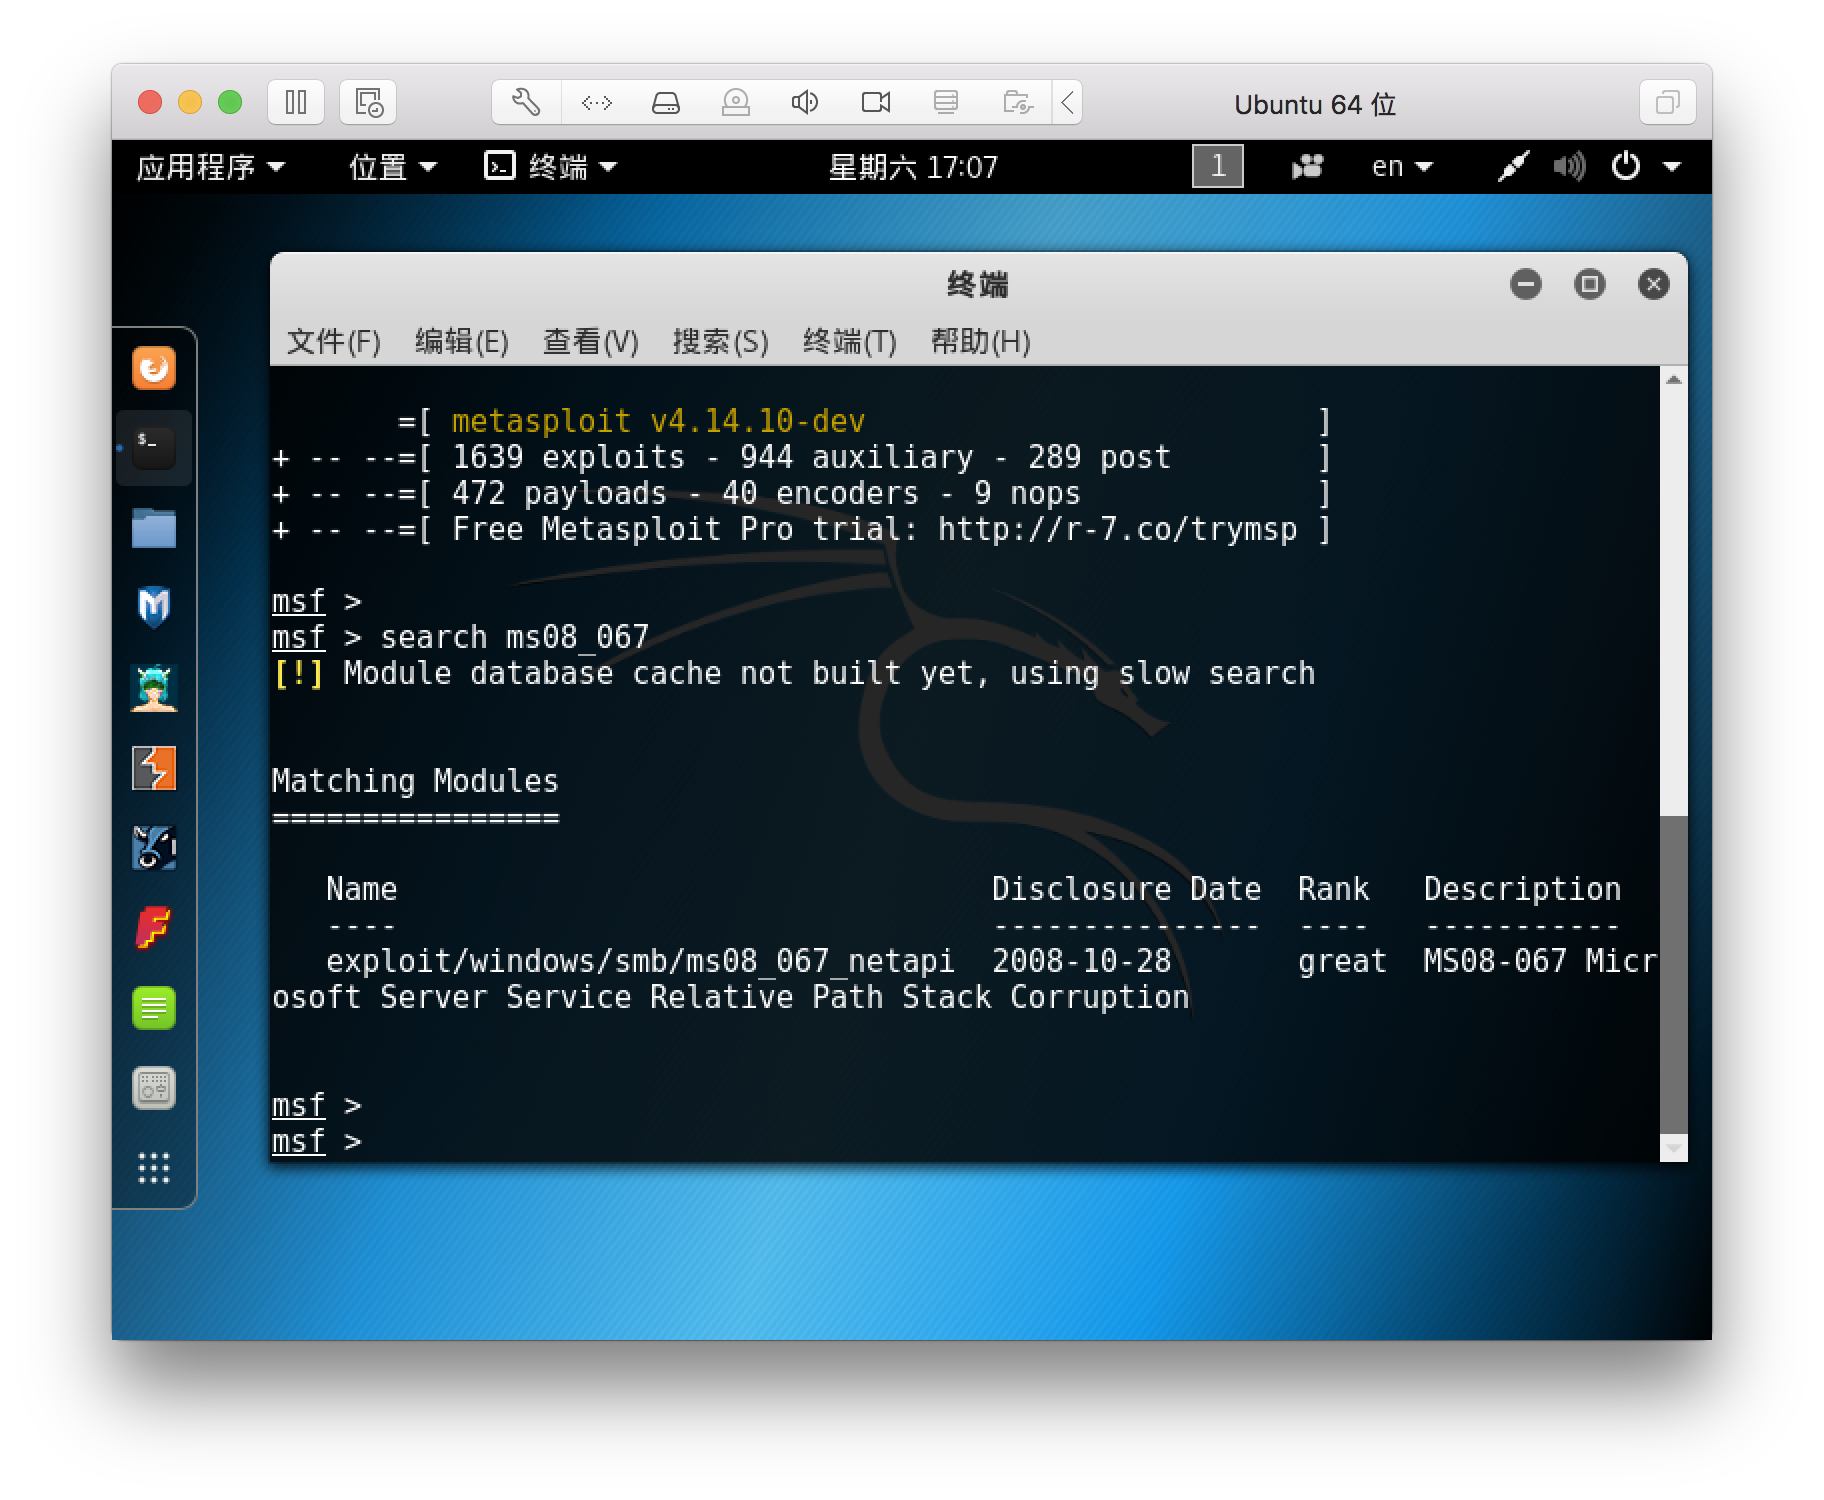 Ubuntu 64 位
应用程序 位置 终端 星期六 17:07 1 en
终端
文件(F) 编辑(E) 查看(V) 搜索(S) 终端(T) 帮助(H)
$_
=[ metasploit v4.14.10-dev ]
+ -- --=[ 1639 exploits - 944 auxiliary - 289 post ]
+ -- --=[ 472 payloads - 40 encoders - 9 nops ]
+ -- --=[ Free Metasploit Pro trial: http://r-7.co/trymsp ]
msf >
msf > search ms08_067
[!] Module database cache not built yet, using slow search
Matching Modules
================
Name Disclosure Date Rank Description
---- --------------- ---- -----------
exploit/windows/smb/ms08_067_netapi 2008-10-28 great MS08-067 Micr
osoft Server Service Relative Path Stack Corruption
msf >
msf >